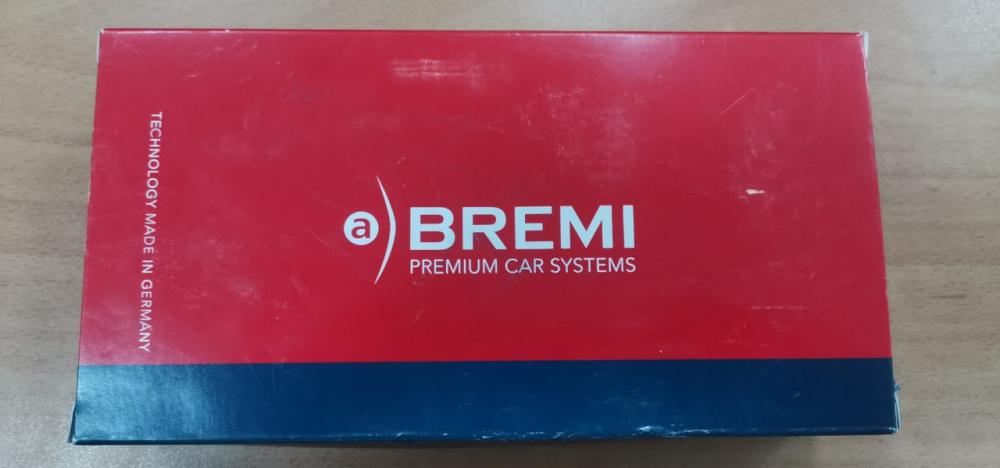 TECHNOLOGY MADE IN GERMANY
a
BREMI
PREMIUM CAR SYSTEMS